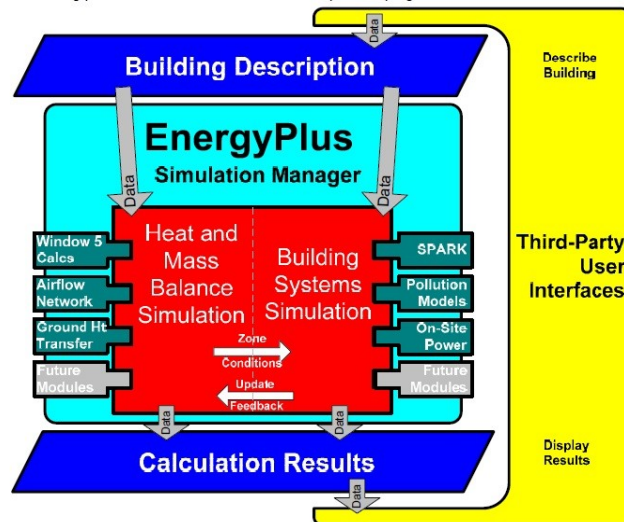 Data
Building Description
Describe
Building
EnergyPlus
Simulation Manager
Data
Data
Heat and
Mass
Balance
Simulation
Building
Systems
Simulation
Window 5
Calcs
Airflow
Network
Ground Ht
Transfer
Future
Modules
SPARK
Pollution
Models
On-Site
Power
Future
Modules
Zone
Conditions
Update
Feedback
Third-Party
User
Interfaces
Data
Data
Calculation Results
Display
Results
Data